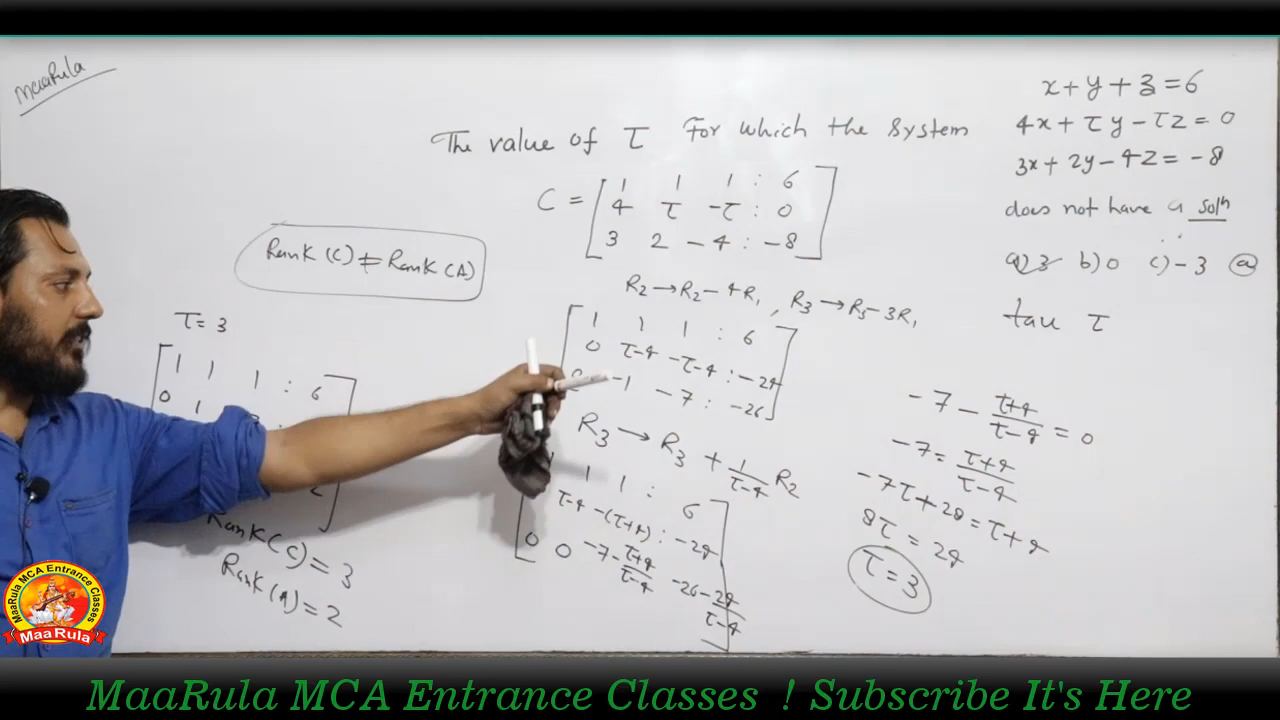 MaaRula
The value of τ For which the system
x + y + z = 6
4x + τy - τz = 0
3x + 2y - 4z = -8
does not have a solⁿ
a) 3 b) 0 c) -3 (a)
tau τ
C = [ 1 1 1 : 6
4 τ -τ : 0
3 2 -4 : -8 ]
R2 → R2 - 4R1 , R3 → R3 - 3R1
[ 1 1 1 : 6
0 τ-4 -τ-4 : -24
-1 -7 : -26 ]
R3 → R3 + 1/(τ-4) R2
[ 1 1 : 6
τ-4 -(τ+4) : -24
0 0 -7 - (τ+4)/(τ-4) -26 - 24/(τ-4) ]
-7 - (τ+4)/(τ-4) = 0
-7 = (τ+4)/(τ-4)
-7τ + 28 = τ + 4
8τ = 24
τ = 3
Rank (C) ≠ Rank (A)
τ = 3
[ 1 1 1 : 6
0
Rank (C) = 3
Rank (A) = 2
MaaRula MCA Entrance Classes
MaaRula
MaaRula MCA Entrance Classes ! Subscribe It's Here